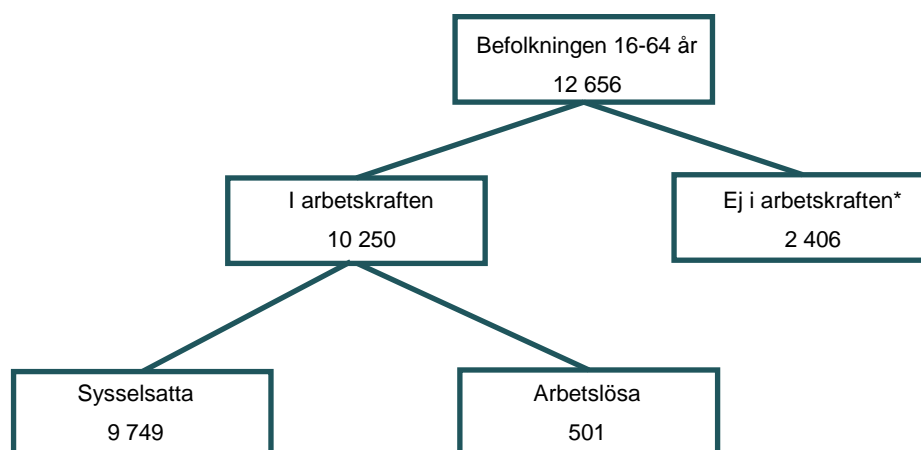 Befolkningen 16-64 år
12 656
I arbetskraften
10 250
Ej i arbetskraften*
2 406
Sysselsatta
9 749
Arbetslösa
501